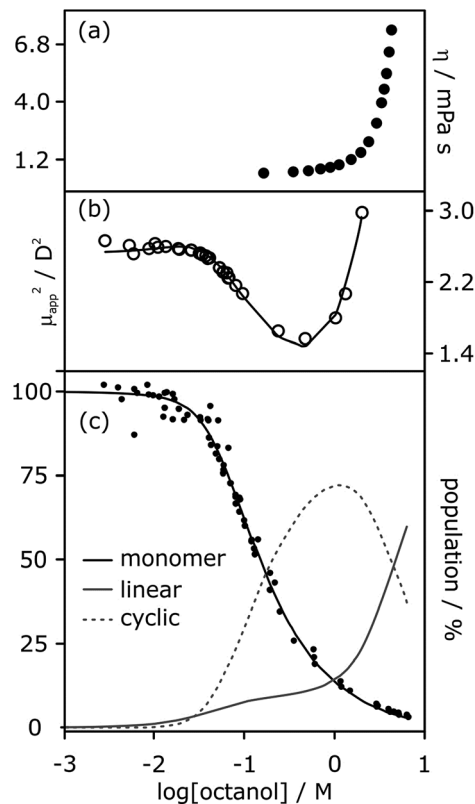 (a)
6.8
4.0
1.2
η / mPa s
(b)
3.0
2.2
1.4
μapp² / D²
(c)
100
75
50
25
0
monomer
linear
cyclic
population / %
-3
-2
-1
0
1
log[octanol] / M